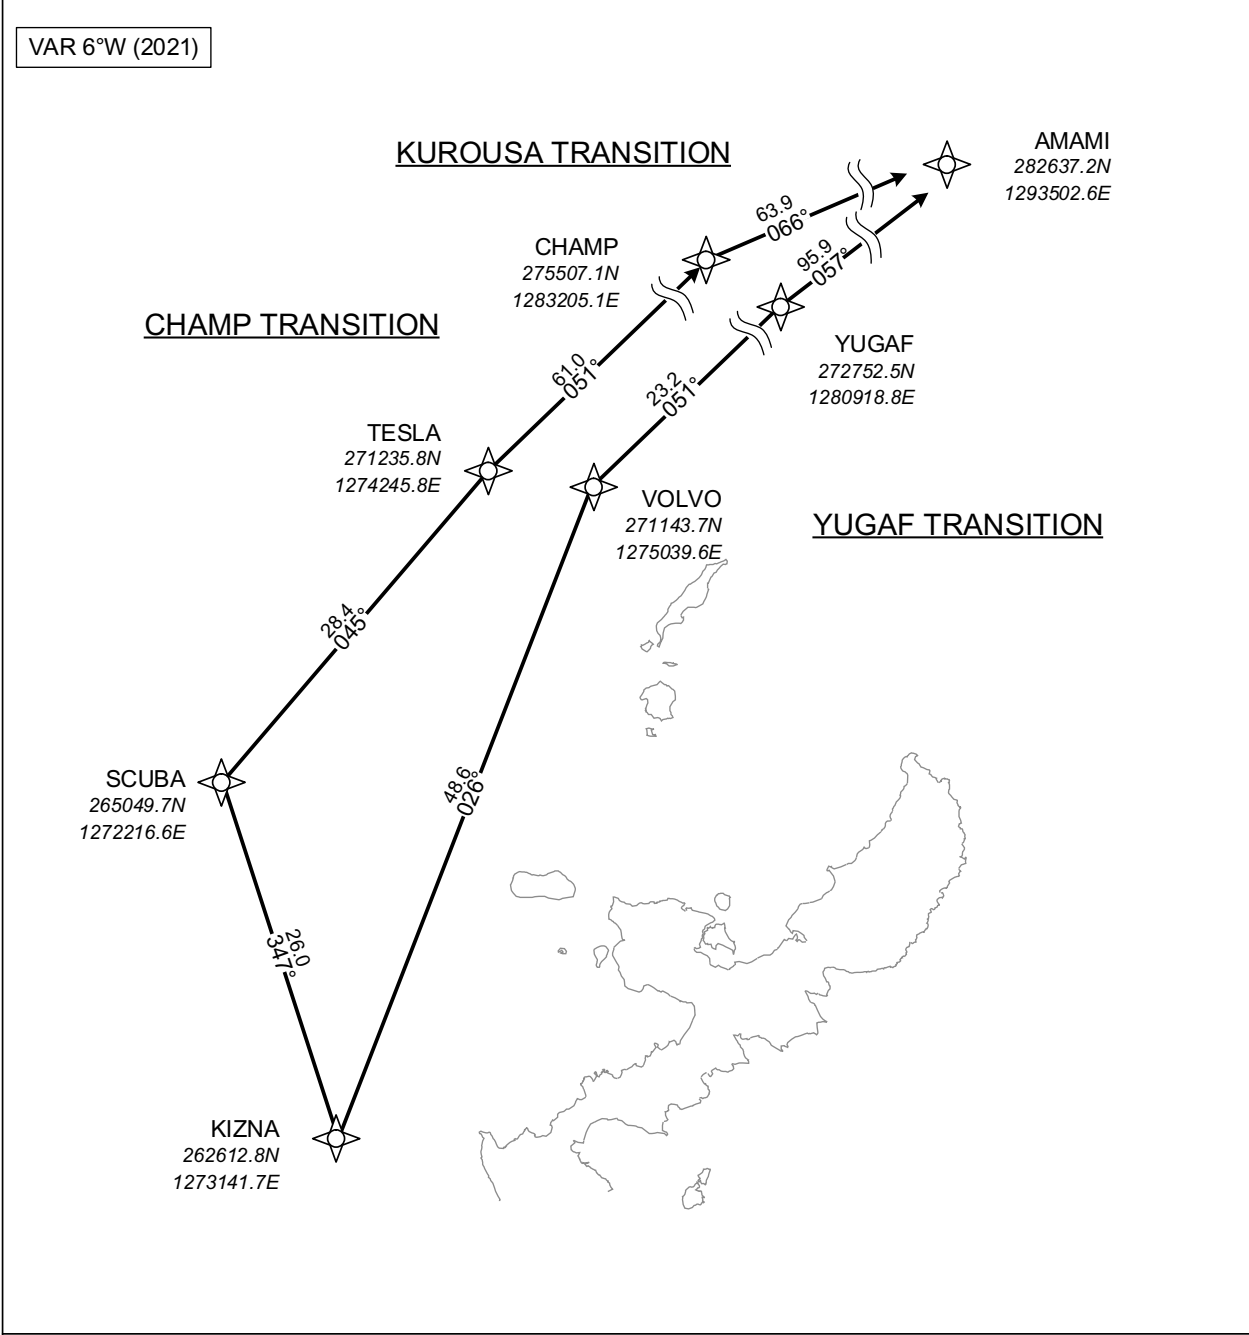 VAR 6°W (2021)
KUROUSA TRANSITION
AMAMI
282637.2N
1293502.6E
63.9
066°
CHAMP
275507.1N
1283205.1E
95.9
057°
CHAMP TRANSITION
YUGAF
272752.5N
1280918.8E
61.0
051°
23.2
051°
TESLA
271235.8N
1274245.8E
VOLVO
271143.7N
1275039.6E
YUGAF TRANSITION
28.4
045°
SCUBA
265049.7N
1272216.6E
48.6
026°
26.0
347°
KIZNA
262612.8N
1273141.7E